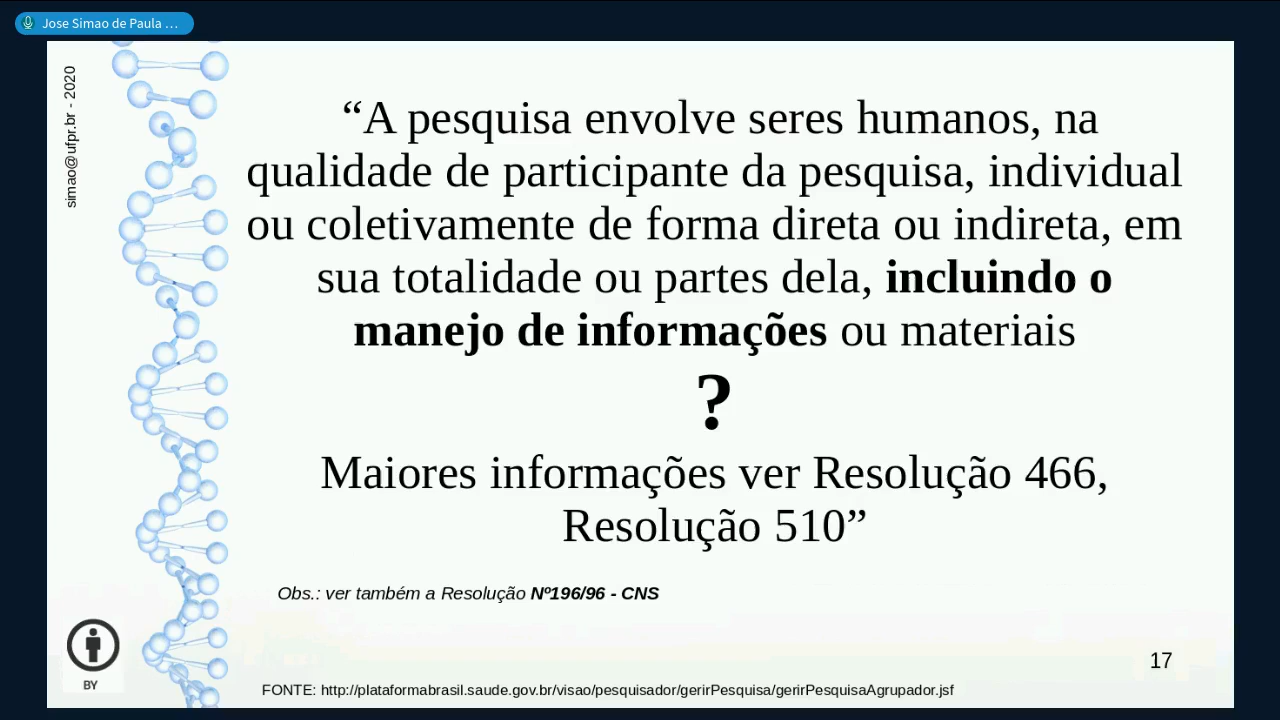 Jose Simao de Paula ...
simao@ufpr.br - 2020
“A pesquisa envolve seres humanos, na
qualidade de participante da pesquisa, individual
ou coletivamente de forma direta ou indireta, em
sua totalidade ou partes dela, incluindo o
manejo de informações ou materiais
?
Maiores informações ver Resolução 466,
Resolução 510”
Obs.: ver também a Resolução Nº196/96 - CNS
BY
17
FONTE: http://plataformabrasil.saude.gov.br/visao/pesquisador/gerirPesquisa/gerirPesquisaAgrupador.jsf